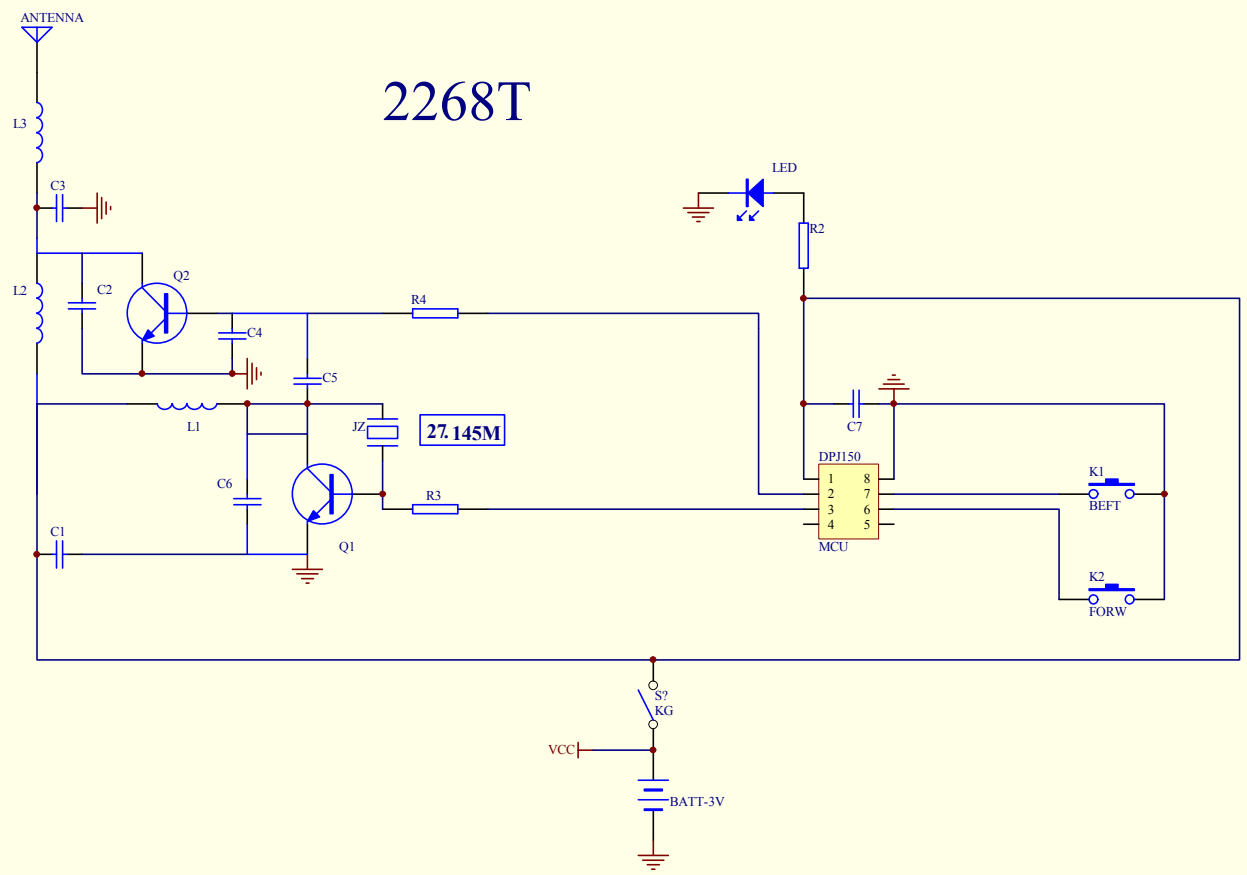 ANTENNA
2268T
L3
C3
LED
R2
Q2
L2
C2
R4
C4
C5
L1
JZ
27.145M
C7
DPJ150
1 8
2 7
3 6
4 5
MCU
K1
BEFT
C6
R3
C1
Q1
K2
FORW
S?
KG
VCC
BATT-3V